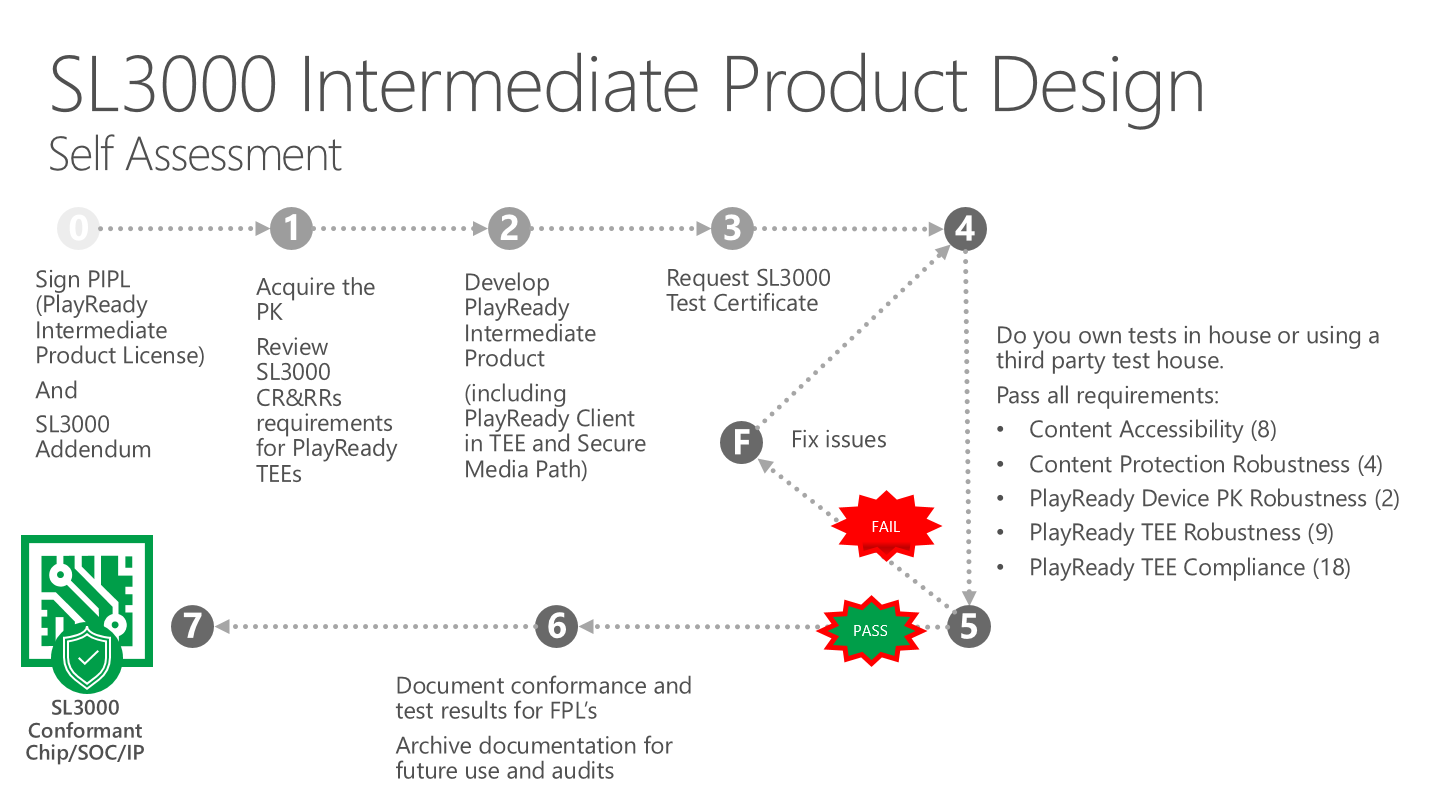 SL3000 Intermediate Product Design
Self Assessment
0
1
2
3
4
Sign PIPL
(PlayReady
Intermediate
Product License)
And
SL3000
Addendum
Acquire the
PK
Review
SL3000
CR&RRs
requirements
for PlayReady
TEEs
Develop
PlayReady
Intermediate
Product
(including
PlayReady Client
in TEE and Secure
Media Path)
Request SL3000
Test Certificate
Do you own tests in house or using a
third party test house.
Pass all requirements:
• Content Accessibility (8)
• Content Protection Robustness (4)
• PlayReady Device PK Robustness (2)
• PlayReady TEE Robustness (9)
• PlayReady TEE Compliance (18)
F
Fix issues
FAIL
PASS
5
6
7
Document conformance and
test results for FPL’s
Archive documentation for
future use and audits
SL3000
Conformant
Chip/SOC/IP